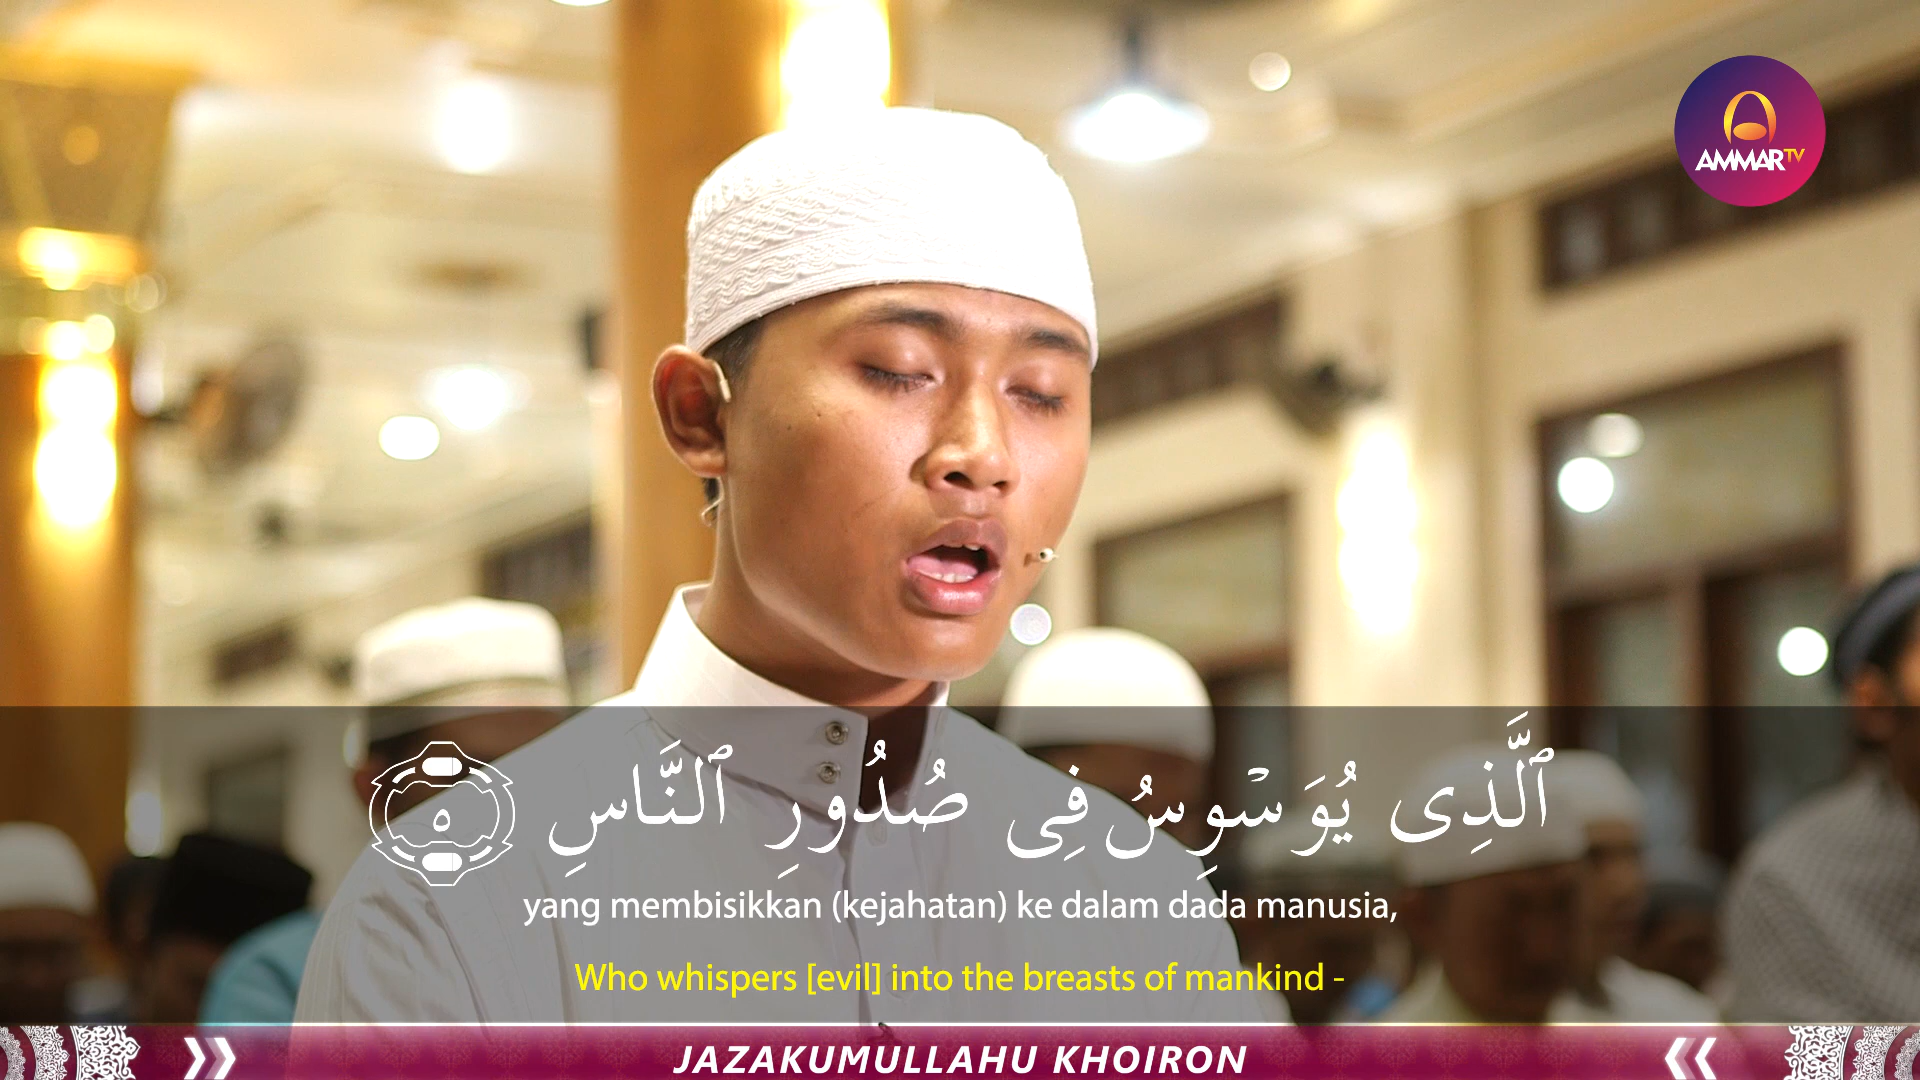 AMMAR TV
ٱلَّذِى يُوَسْوِسُ فِى صُدُورِ ٱلنَّاسِ ٥
yang membisikkan (kejahatan) ke dalam dada manusia,
Who whispers [evil] into the breasts of mankind -
JAZAKUMULLAHU KHOIRON